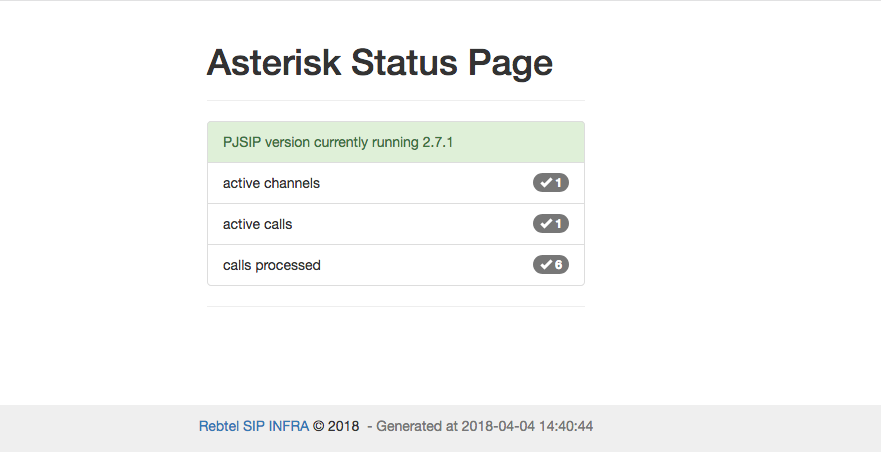 Asterisk Status Page
PJSIP version currently running 2.7.1
active channels 1
active calls 1
calls processed 6
Rebtel SIP INFRA © 2018 - Generated at 2018-04-04 14:40:44